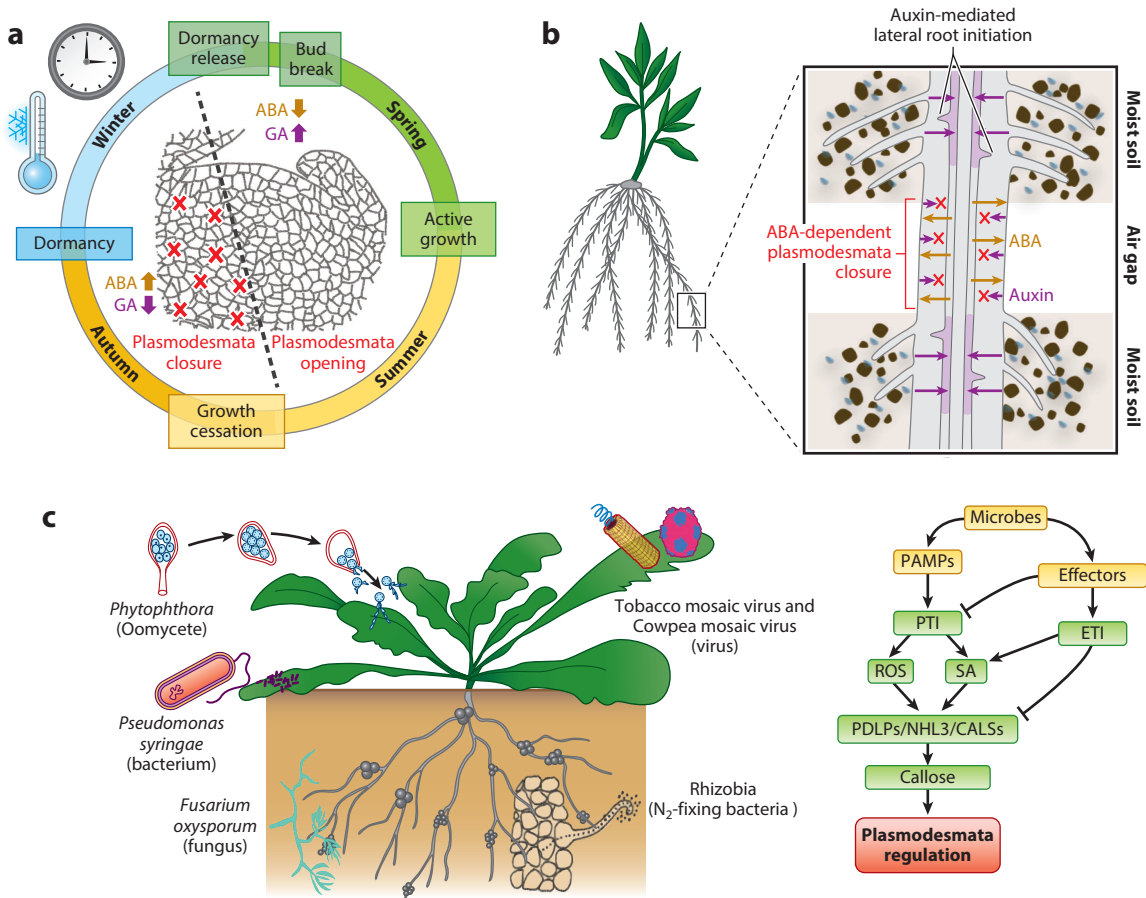 a
Dormancy
release
Bud
break
Winter
Spring
ABA
GA
Dormancy
Active
growth
ABA
GA
Plasmodesmata
closure
Plasmodesmata
opening
Autumn
Summer
Growth
cessation
b
Auxin-mediated
lateral root initiation
Moist soil
ABA-dependent
plasmodesmata
closure
ABA
Auxin
Air gap
Moist soil
c
Phytophthora
(Oomycete)
Tobacco mosaic virus and
Cowpea mosaic virus
(virus)
Pseudomonas
syringae
(bacterium)
Fusarium
oxysporum
(fungus)
Rhizobia
(N₂-fixing bacteria )
Microbes
PAMPs
Effectors
PTI
ETI
ROS
SA
PDLPs/NHL3/CALSs
Callose
Plasmodesmata
regulation